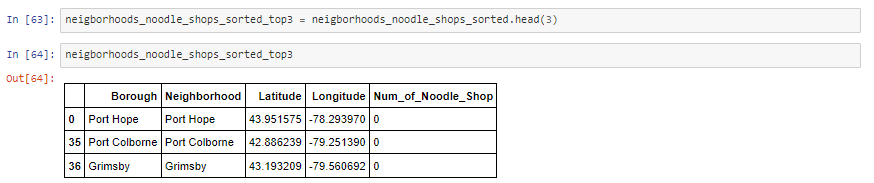 In [63]: neigborhoods_noodle_shops_sorted_top3 = neigborhoods_noodle_shops_sorted.head(3)
In [64]: neigborhoods_noodle_shops_sorted_top3
Out[64]:
Borough Neighborhood Latitude Longitude Num_of_Noodle_Shop
0 Port Hope Port Hope 43.951575 -78.293970 0
35 Port Colborne Port Colborne 42.886239 -79.251390 0
36 Grimsby Grimsby 43.193209 -79.560692 0